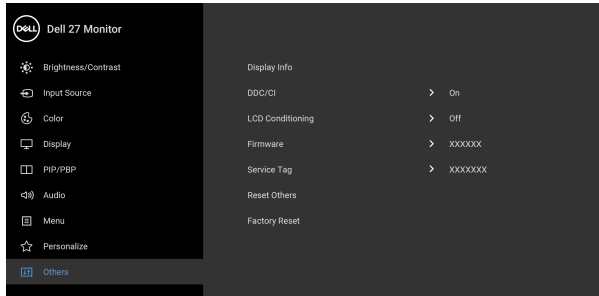 DELL Dell 27 Monitor
Brightness/Contrast Display Info
Input Source DDC/CI On
Color LCD Conditioning Off
Display Firmware XXXXXX
PIP/PBP Service Tag XXXXXXX
Audio Reset Others
Menu Factory Reset
Personalize
Others